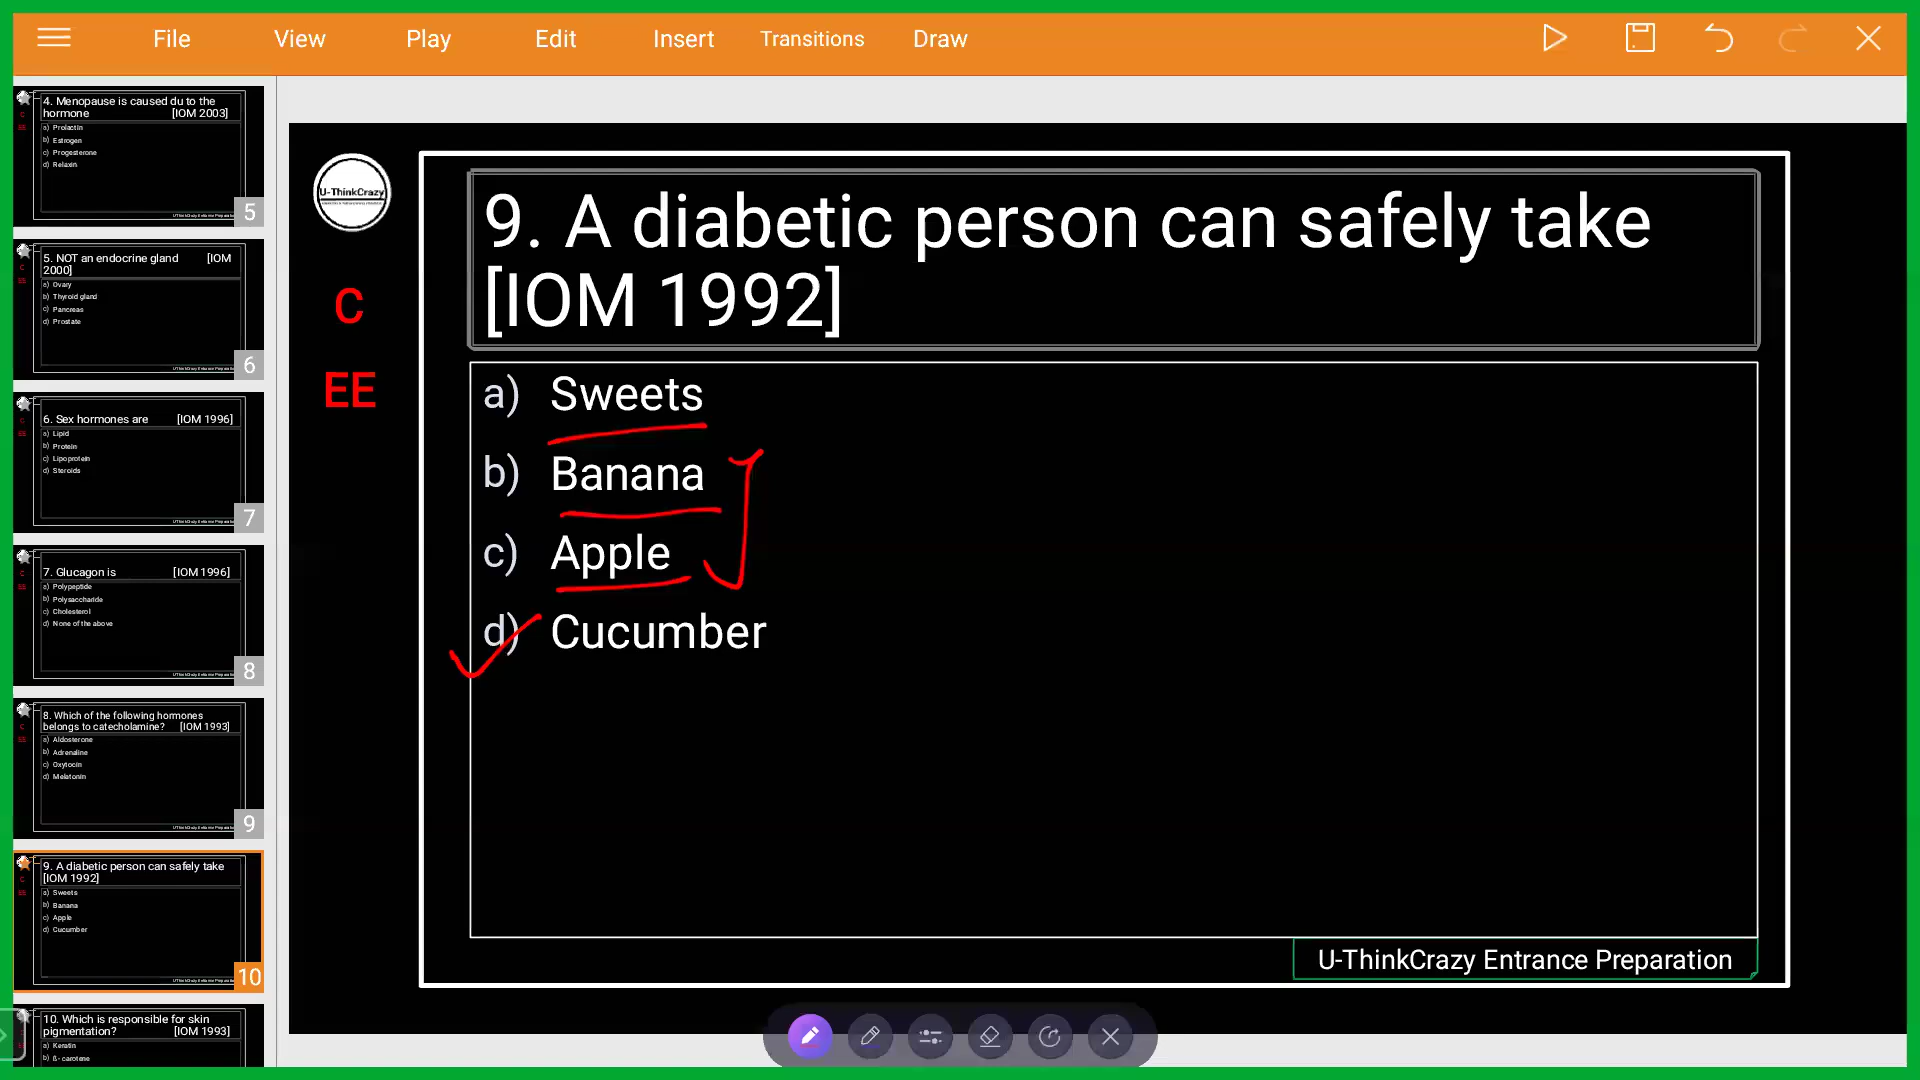 File View Play Edit Insert Transitions Draw
4. Menopause is caused du to the
hormone [IOM 2003]
a) Prolactin
b) Estrogen
c) Progesterone
d) Relaxin
5
5. NOT an endocrine gland [IOM
2000]
a) Ovary
b) Thyroid gland
c) Pancreas
d) Prostate
6
6. Sex hormones are [IOM 1996]
a) Lipid
b) Protein
c) Lipoprotein
d) Steroids
7
7. Glucagon is [IOM 1996]
a) Polypeptide
b) Polysaccharide
c) Cholesterol
d) None of the above
8
8. Which of the following hormones
belongs to catecholamine? [IOM 1993]
a) Aldosterone
b) Adrenaline
c) Oxytocin
d) Melatonin
9
9. A diabetic person can safely take
[IOM 1992]
a) Sweets
b) Banana
c) Apple
d) Cucumber
10
10. Which is responsible for skin
pigmentation? [IOM 1993]
a) Keratin
b) ß- carotene
U-ThinkCrazy
C
EE
9. A diabetic person can safely take
[IOM 1992]
a) Sweets
b) Banana
c) Apple
d) Cucumber
U-ThinkCrazy Entrance Preparation